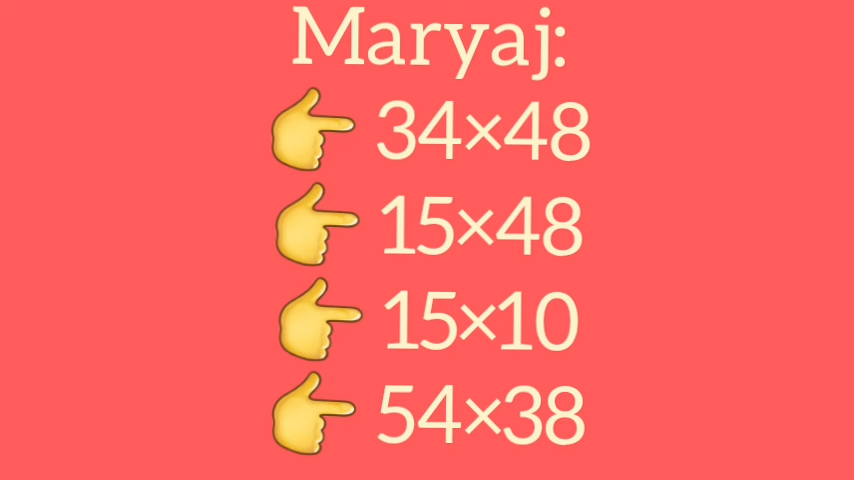 Maryaj:
👉 34×48
👉 15×48
👉 15×10
👉 54×38